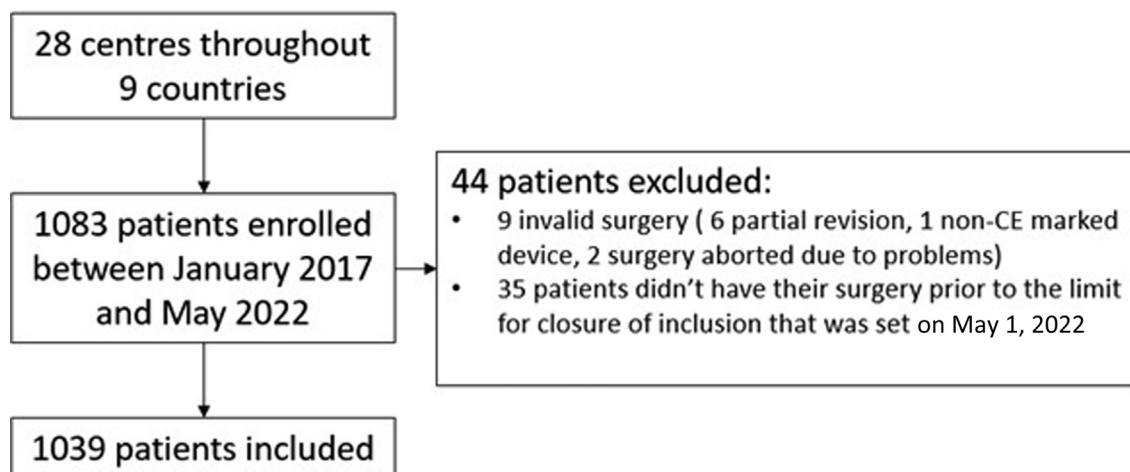 28 centres throughout
9 countries
1083 patients enrolled
between January 2017
and May 2022
44 patients excluded:
• 9 invalid surgery ( 6 partial revision, 1 non-CE marked
device, 2 surgery aborted due to problems)
• 35 patients didn’t have their surgery prior to the limit
for closure of inclusion that was set on May 1, 2022
1039 patients included